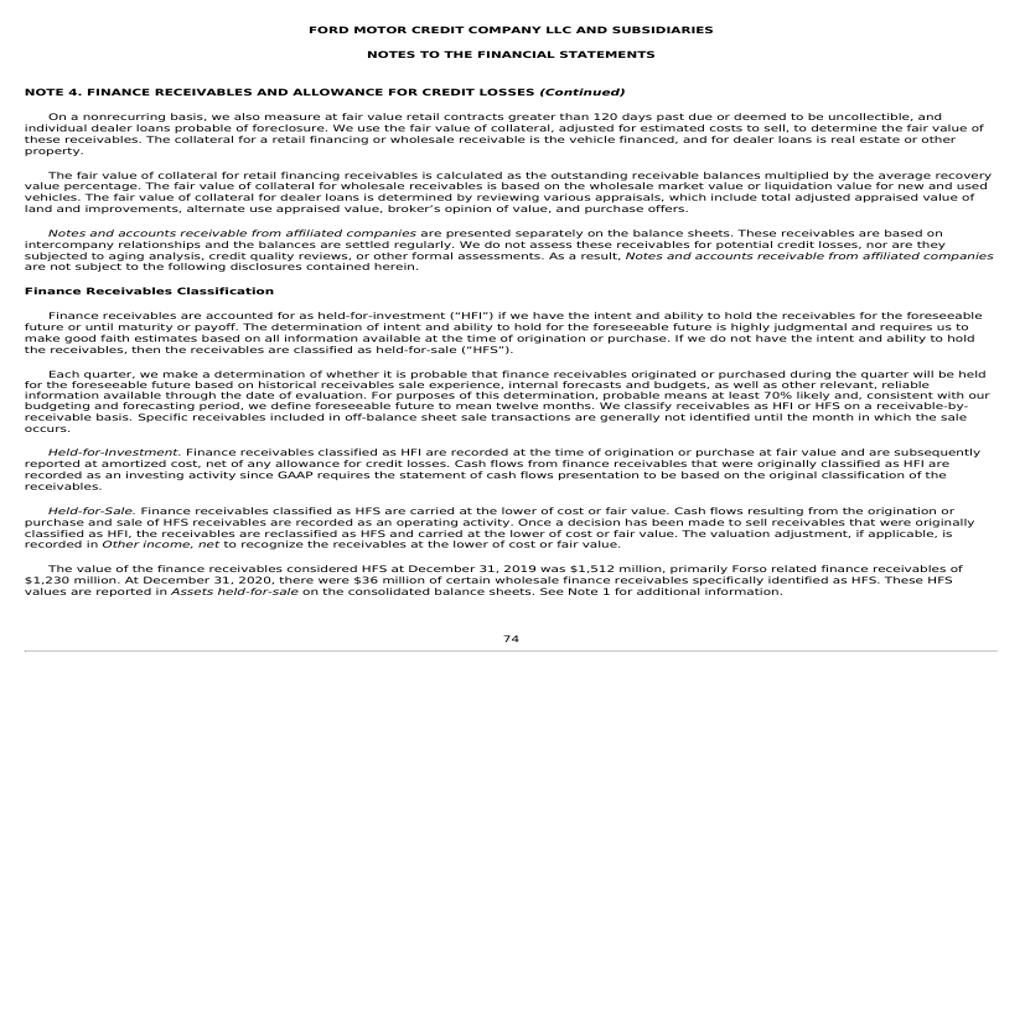 FORD MOTOR CREDIT COMPANY LLC AND SUBSIDIARIES
NOTES TO THE FINANCIAL STATEMENTS
NOTE 4. FINANCE RECEIVABLES AND ALLOWANCE FOR CREDIT LOSSES (Continued)
On a nonrecurring basis, we also measure at fair value retail contracts greater than 120 days past due or deemed to be uncollectible, and
individual dealer loans probable of foreclosure. We use the fair value of collateral, adjusted for estimated costs to sell, to determine the fair value of
these receivables. The collateral for a retail financing or wholesale receivable is the vehicle financed, and for dealer loans is real estate or other
property.
The fair value of collateral for retail financing receivables is calculated as the outstanding receivable balances multiplied by the average recovery
value percentage. The fair value of collateral for wholesale receivables is based on the wholesale market value or liquidation value for new and used
vehicles. The fair value of collateral for dealer loans is determined by reviewing various appraisals, which include total adjusted appraised value of
land and improvements, alternate use appraised value, broker’s opinion of value, and purchase offers.
Notes and accounts receivable from affiliated companies are presented separately on the balance sheets. These receivables are based on
intercompany relationships and the balances are settled regularly. We do not assess these receivables for potential credit losses, nor are they
subjected to aging analysis, credit quality reviews, or other formal assessments. As a result, Notes and accounts receivable from affiliated companies
are not subject to the following disclosures contained herein.
Finance Receivables Classification
Finance receivables are accounted for as held-for-investment (“HFI”) if we have the intent and ability to hold the receivables for the foreseeable
future or until maturity or payoff. The determination of intent and ability to hold for the foreseeable future is highly judgmental and requires us to
make good faith estimates based on all information available at the time of origination or purchase. If we do not have the intent and ability to hold
the receivables, then the receivables are classified as held-for-sale (“HFS”).
Each quarter, we make a determination of whether it is probable that finance receivables originated or purchased during the quarter will be held
for the foreseeable future based on historical receivables sale experience, internal forecasts and budgets, as well as other relevant, reliable
information available through the date of evaluation. For purposes of this determination, probable means at least 70% likely and, consistent with our
budgeting and forecasting period, we define foreseeable future to mean twelve months. We classify receivables as HFI or HFS on a receivable-by-
receivable basis. Specific receivables included in off-balance sheet sale transactions are generally not identified until the month in which the sale
occurs.
Held-for-Investment. Finance receivables classified as HFI are recorded at the time of origination or purchase at fair value and are subsequently
reported at amortized cost, net of any allowance for credit losses. Cash flows from finance receivables that were originally classified as HFI are
recorded as an investing activity since GAAP requires the statement of cash flows presentation to be based on the original classification of the
receivables.
Held-for-Sale. Finance receivables classified as HFS are carried at the lower of cost or fair value. Cash flows resulting from the origination or
purchase and sale of HFS receivables are recorded as an operating activity. Once a decision has been made to sell receivables that were originally
classified as HFI, the receivables are reclassified as HFS and carried at the lower of cost or fair value. The valuation adjustment, if applicable, is
recorded in Other income, net to recognize the receivables at the lower of cost or fair value.
The value of the finance receivables considered HFS at December 31, 2019 was $1,512 million, primarily Forso related finance receivables of
$1,230 million. At December 31, 2020, there were $36 million of certain wholesale finance receivables specifically identified as HFS. These HFS
values are reported in Assets held-for-sale on the consolidated balance sheets. See Note 1 for additional information.
74